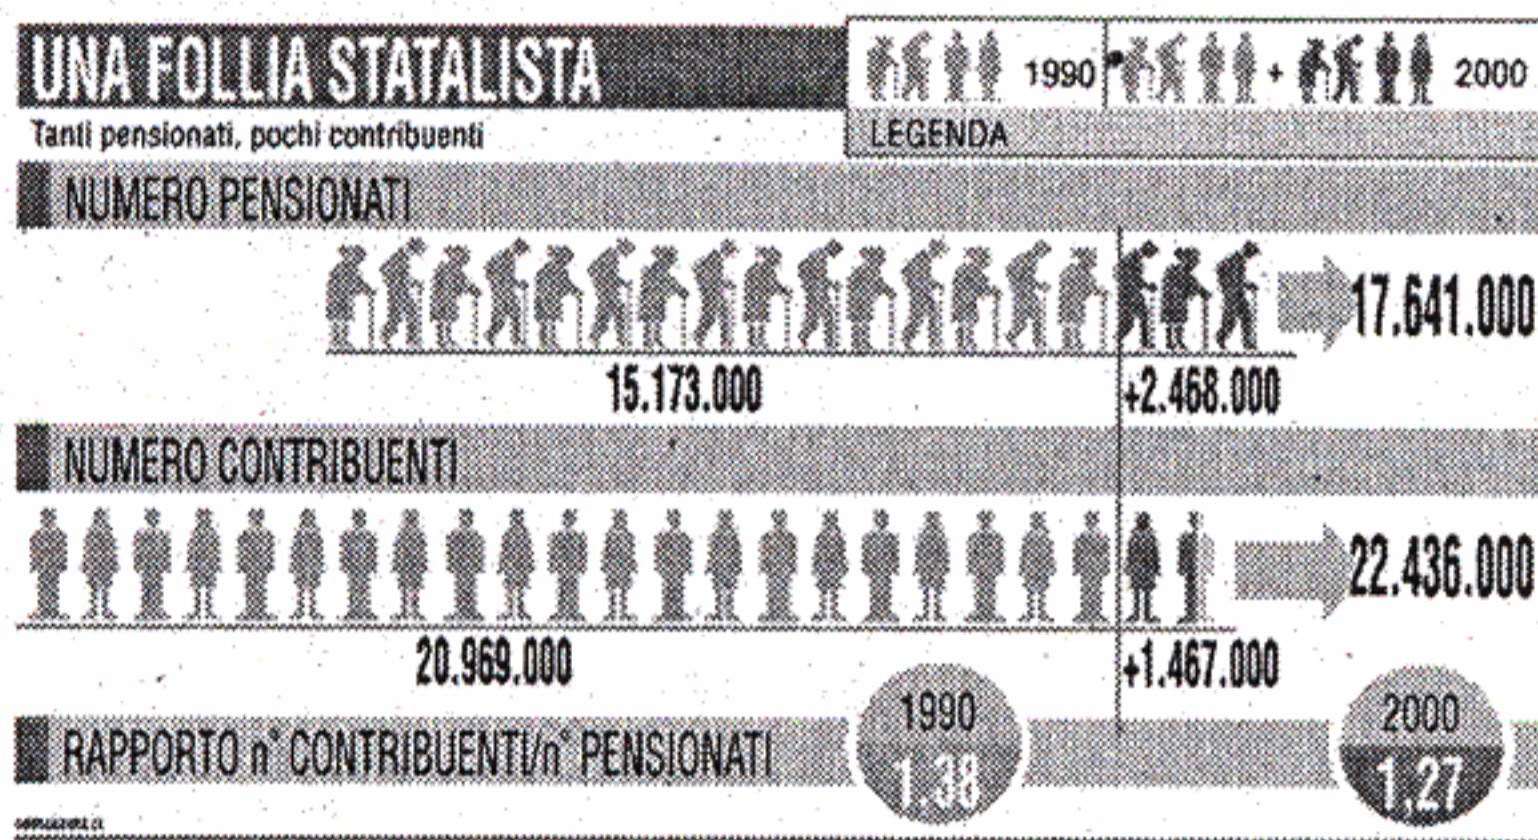 UNA FOLLIA STATALISTA
Tanti pensionati, pochi contribuenti
1990 + 2000
LEGENDA
NUMERO PENSIONATI
17.641.000
15.173.000 +2.468.000
NUMERO CONTRIBUENTI
22.436.000
20.969.000 +1.467.000
RAPPORTO n° CONTRIBUENTI/n° PENSIONATI
1990
1.38
2000
1,27